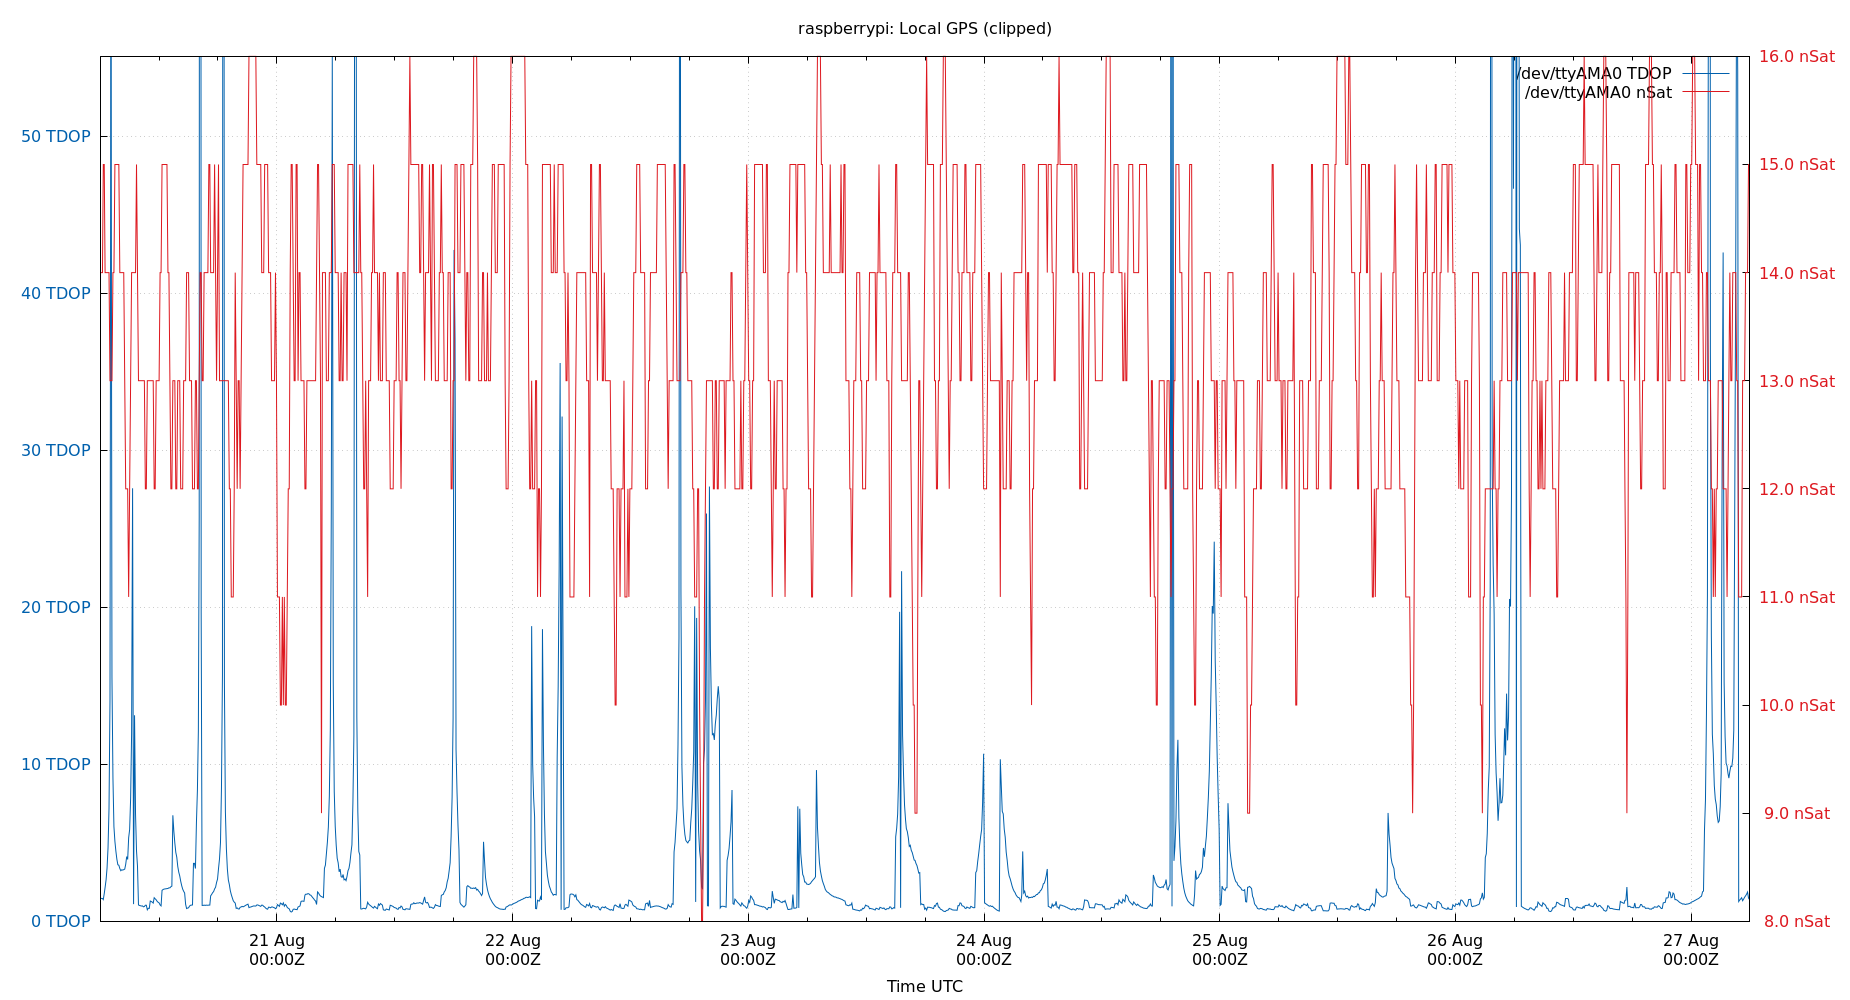 raspberrypi: Local GPS (clipped)
/dev/ttyAMA0 TDOP
/dev/ttyAMA0 nSat
50 TDOP
40 TDOP
30 TDOP
20 TDOP
10 TDOP
0 TDOP
16.0 nSat
15.0 nSat
14.0 nSat
13.0 nSat
12.0 nSat
11.0 nSat
10.0 nSat
9.0 nSat
8.0 nSat
21 Aug
00:00Z
22 Aug
00:00Z
23 Aug
00:00Z
24 Aug
00:00Z
25 Aug
00:00Z
26 Aug
00:00Z
27 Aug
00:00Z
Time UTC